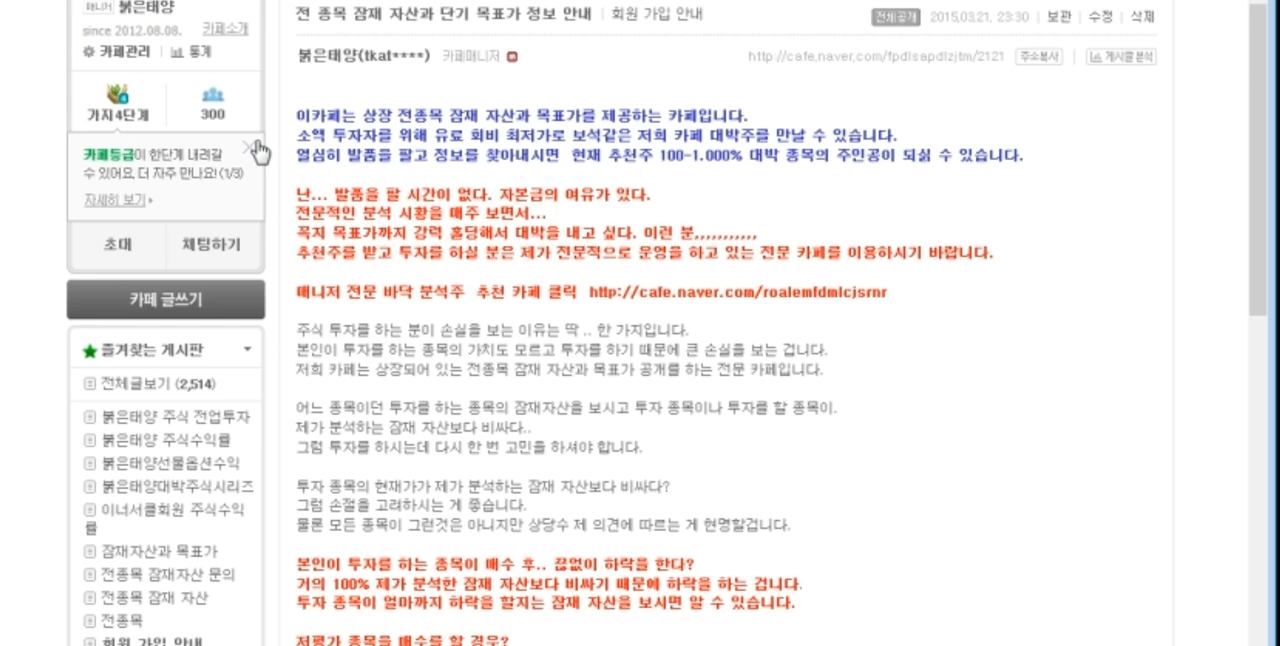 매니저 붉은태양
since 2012.08.08. 카페소개
카페관리 통계
가지4단계 300
카페등급이 한단계 내려갈
수 있어요. 더 자주 만나요! (1/3)
자세히 보기
초대 채팅하기
카페 글쓰기
즐겨찾는 게시판
전체글보기 (2,514)
붉은태양 주식 전업투자
붉은태양 주식수익률
붉은태양선물옵션수익
붉은태양대박주식시리즈
이너서클회원 주식수익
률
잠재자산과 목표가
전종목 잠재자산 문의
전종목 잠재 자산
전종목
회원 가입 안내
전 종목 잠재 자산과 단기 목표가 정보 안내 | 회원 가입 안내 전체공개 2015.03.21. 23:30 | 보관 | 수정 | 삭제
붉은태양(tkat****) 카페매니저 http://cafe.naver.com/fpdlsapdlzjtm/2121 주소복사 | 게시글 분석
이카페는 상장 전종목 잠재 자산과 목표가를 제공하는 카페입니다.
소액 투자자를 위해 유료 회비 최저가로 보석같은 저희 카페 대박주를 만날 수 있습니다.
열심히 발품을 팔고 정보를 찾아내시면 현재 추천주 100-1.000% 대박 종목의 주인공이 되싥 수 있습니다.
난... 발품을 팔 시간이 없다. 자본금의 여유가 있다.
전문적인 분석 시황을 매주 보면서...
꼭지 목표가까지 강력 홀딩해서 대박을 내고 싶다. 이런 분,,,,,,,,,,,
추천주를 받고 투자를 하실 분은 제가 전문적으로 운영을 하고 있는 전문 카페를 이용하시기 바랍니다.
매니저 전문 바닥 분석주 추천 카페 클릭 http://cafe.naver.com/roalemfdmlcjsrnr
주식 투자를 하는 분이 손실을 보는 이유는 딱 .. 한 가지입니다.
본인이 투자를 하는 종목의 가치도 모르고 투자를 하기 때문에 큰 손실을 보는 겁니다.
저희 카페는 상장되어 있는 전종목 잠재 자산과 목표가 공개를 하는 전문 카페입니다.
어느 종목이던 투자를 하는 종목의 잠재자산을 보시고 투자 종목이나 투자를 할 종목이.
제가 분석하는 잠재 자산보다 비싸다..
그럼 투자를 하시는데 다시 한 번 고민을 하셔야 합니다.
투자 종목의 현재가가 제가 분석하는 잠재 자산보다 비싸다?
그럼 손절을 고려하시는 게 좋습니다.
물론 모든 종목이 그런것은 아니지만 상당수 제 의견에 따르는 게 현명할겁니다.
본인이 투자를 하는 종목이 매수 후.. 끊없이 하락을 한다?
거의 100% 제가 분석한 잠재 자산보다 비싸기 때문에 하락을 하는 겁니다.
투자 종목이 얼마까지 하락을 할지는 잠재 자산을 보시면 알 수 있습니다.
저평가 종목을 매수를 할 경우?